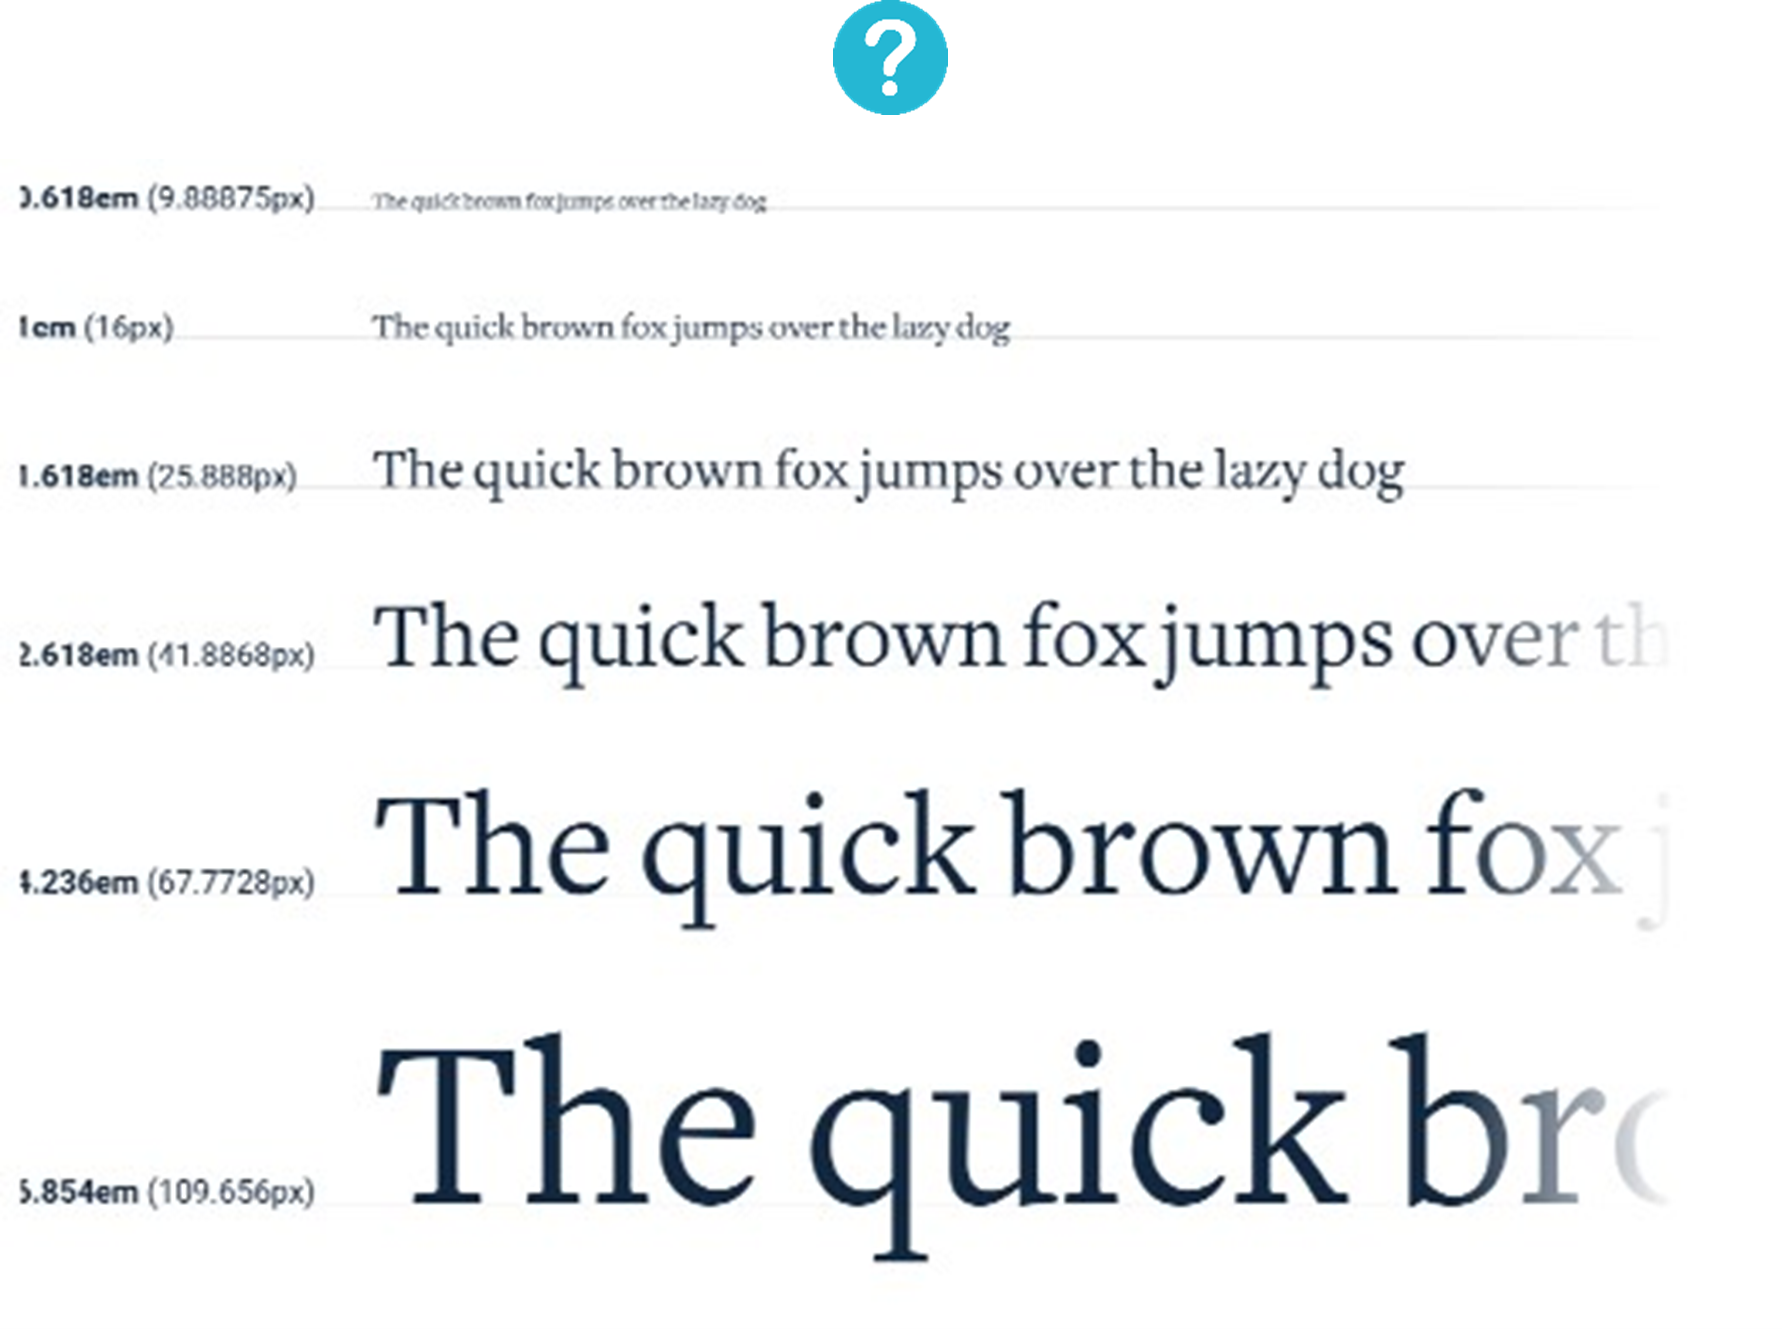 ?
0.618em (9.88875px) The quick brown fox jumps over the lazy dog
1em (16px) The quick brown fox jumps over the lazy dog
1.618em (25.888px) The quick brown fox jumps over the lazy dog
2.618em (41.8868px) The quick brown fox jumps over th
4.236em (67.7728px) The quick brown fox j
6.854em (109.656px) The quick bro